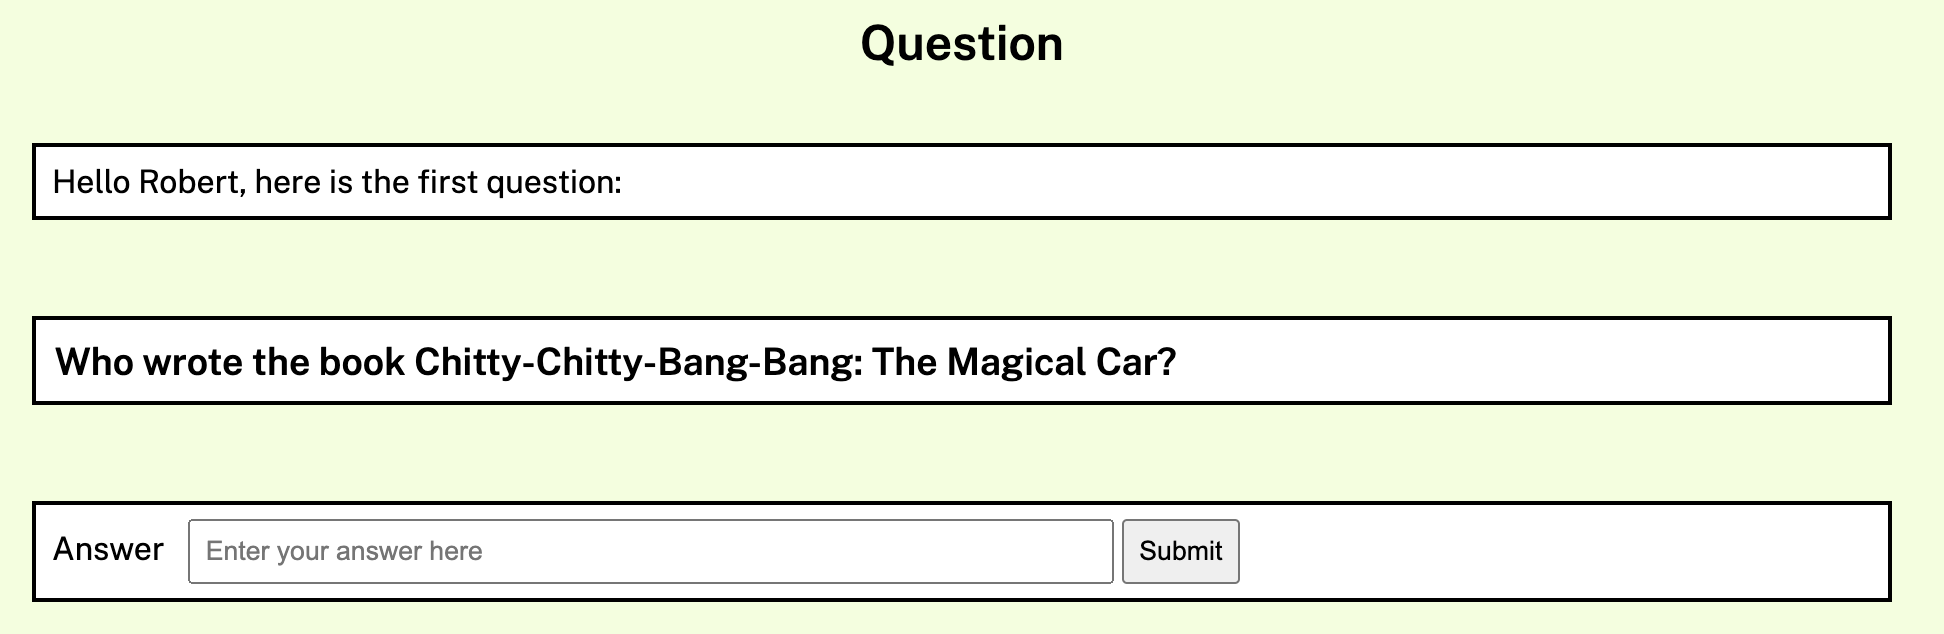 Question
Hello Robert, here is the first question:
Who wrote the book Chitty-Chitty-Bang-Bang: The Magical Car?
Answer Enter your answer here Submit